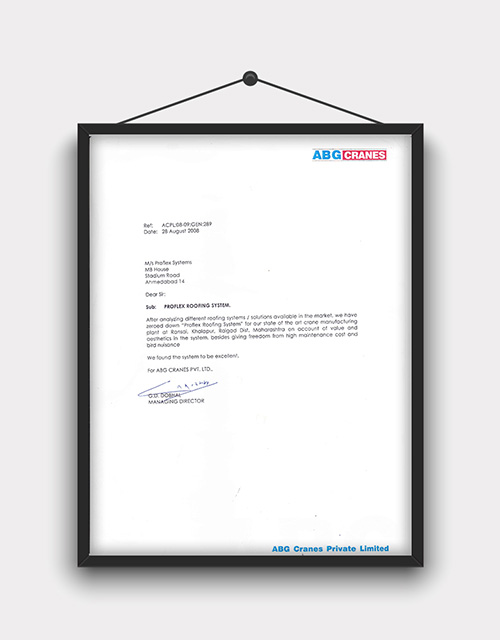 ABG CRANES
Ref: ACPL/08-09/GEN/289
Date: 28 August 2008
M/s Proflex Systems
MB House
Stadium Road
Ahmedabad 14
Dear Sir:
Sub: PROFLEX ROOFING SYSTEM.
After analyzing different roofing systems / solutions available in the market, we have
zeroed down "Proflex Roofing System" for our state of the art crane manufacturing
plant at Ransai, Khalapur, Raigad Dist, Maharashtra on account of value and
aesthetics in the system, besides giving freedom from high maintenance cost and
bird nuisance
We found the system to be excellent.
For ABG CRANES PVT. LTD.,
G.D. DOBHAL
MANAGING DIRECTOR
ABG Cranes Private Limited